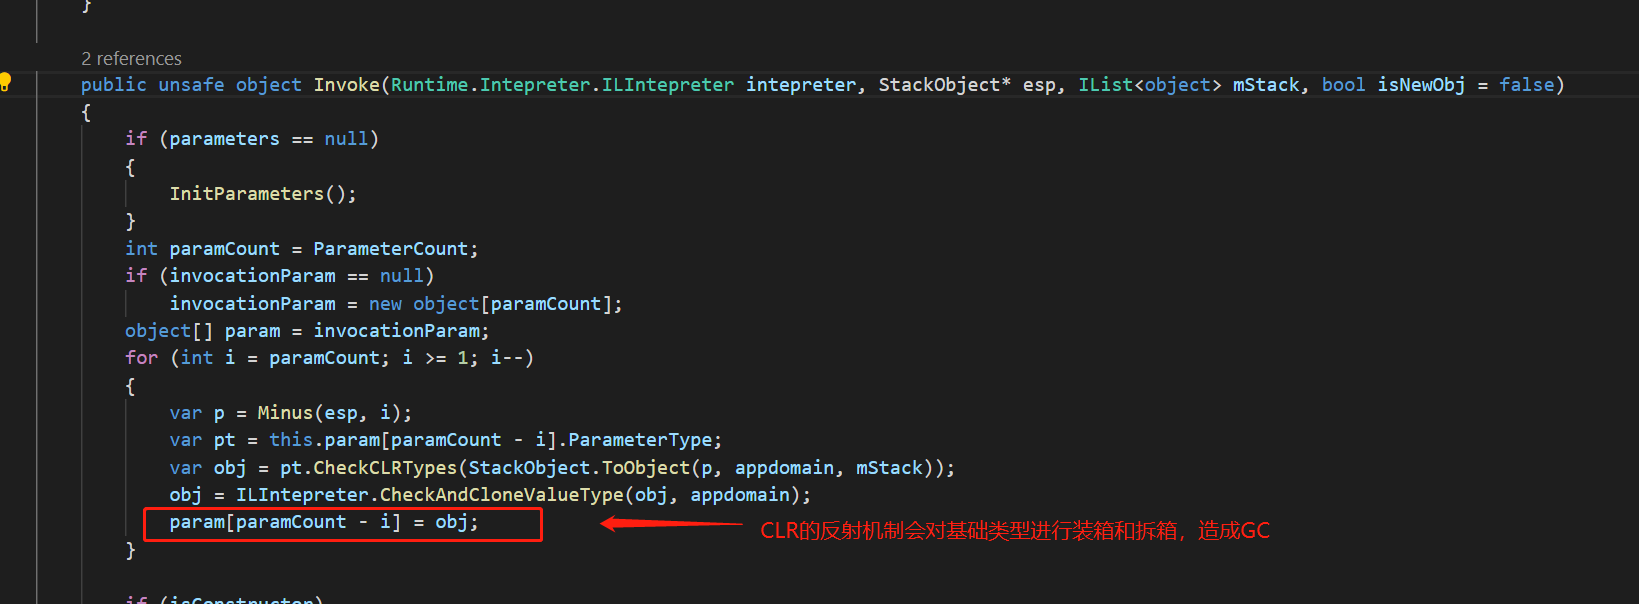 }
2 references
public unsafe object Invoke(Runtime.Intepreter.ILIntepreter intepreter, StackObject* esp, IList<object> mStack, bool isNewObj = false)
{
if (parameters == null)
{
InitParameters();
}
int paramCount = ParameterCount;
if (invocationParam == null)
invocationParam = new object[paramCount];
object[] param = invocationParam;
for (int i = paramCount; i >= 1; i--)
{
var p = Minus(esp, i);
var pt = this.param[paramCount - i].ParameterType;
var obj = pt.CheckCLRTypes(StackObject.ToObject(p, appdomain, mStack));
obj = ILIntepreter.CheckAndCloneValueType(obj, appdomain);
param[paramCount - i] = obj;
CLR的反射机制会对基础类型进行装箱和拆箱，造成GC
}
if (isConstructor)